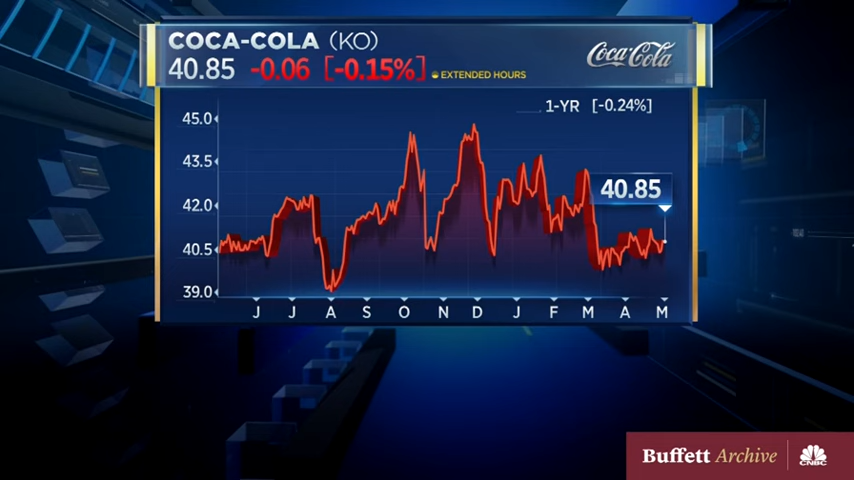 COCA-COLA (KO)
40.85 -0.06 [-0.15%] EXTENDED HOURS
Coca-Cola
1-YR [-0.24%]
45.0
43.5
42.0
40.5
39.0
40.85
J J A S O N D J F M A M
Buffett Archive
CNBC